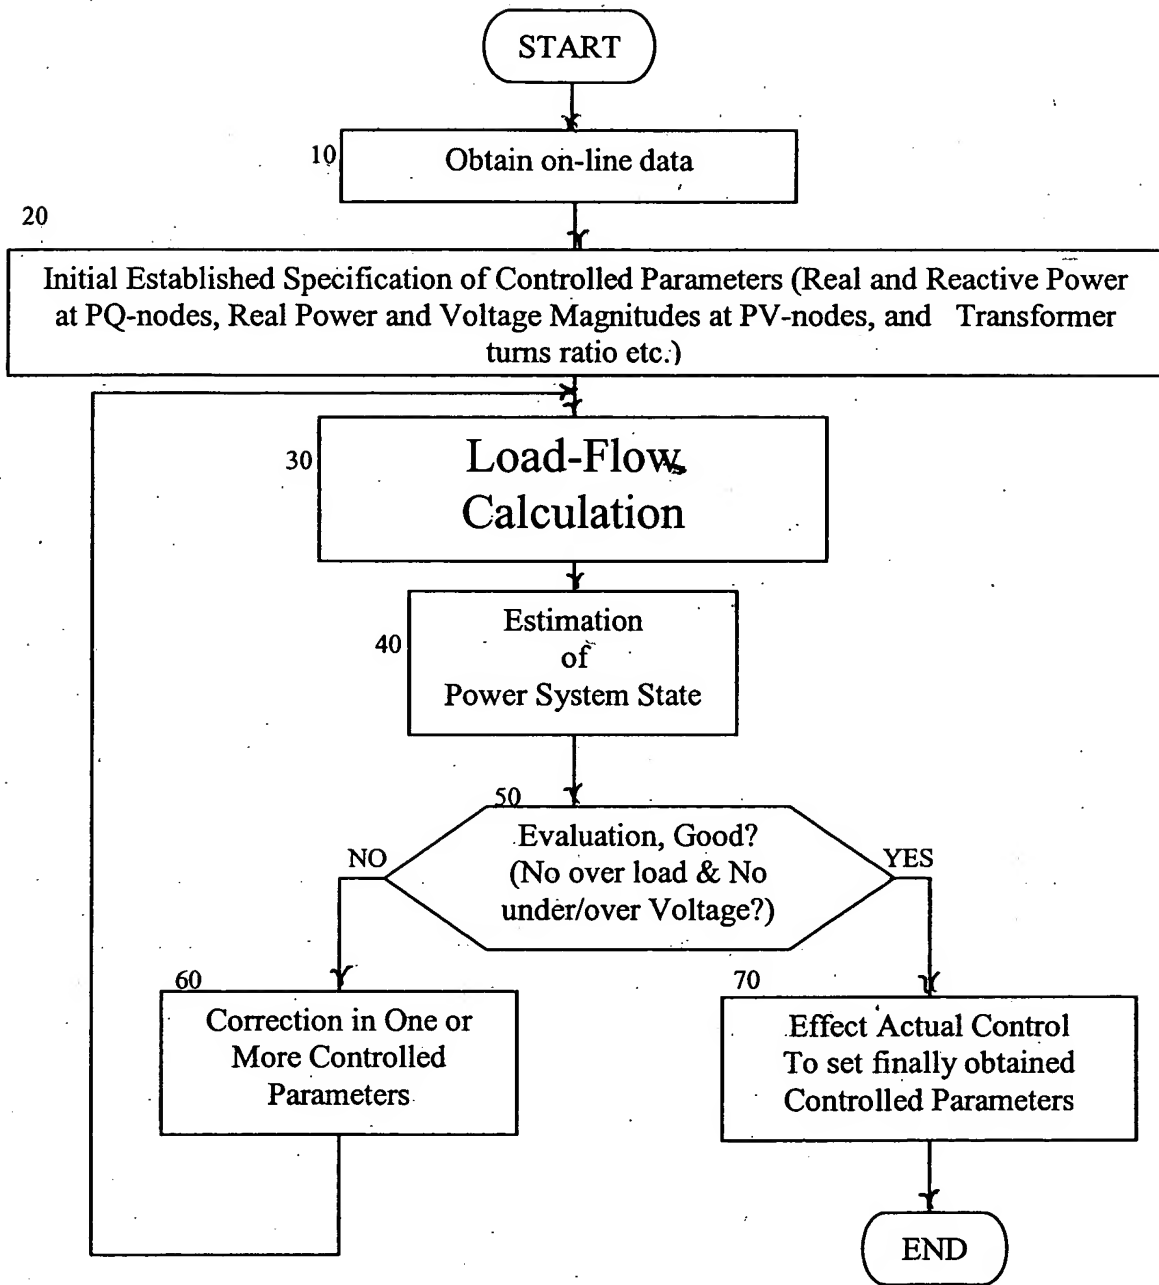 START
10
Obtain on-line data
20
Initial Established Specification of Controlled Parameters (Real and Reactive Power
at PQ-nodes, Real Power and Voltage Magnitudes at PV-nodes, and Transformer
turns ratio etc.)
30
Load-Flow
Calculation
40
Estimation
of
Power System State
50
Evaluation, Good?
(No over load & No
under/over Voltage?)
NO
YES
60
Correction in One or
More Controlled
Parameters
70
Effect Actual Control
To set finally obtained
Controlled Parameters
END